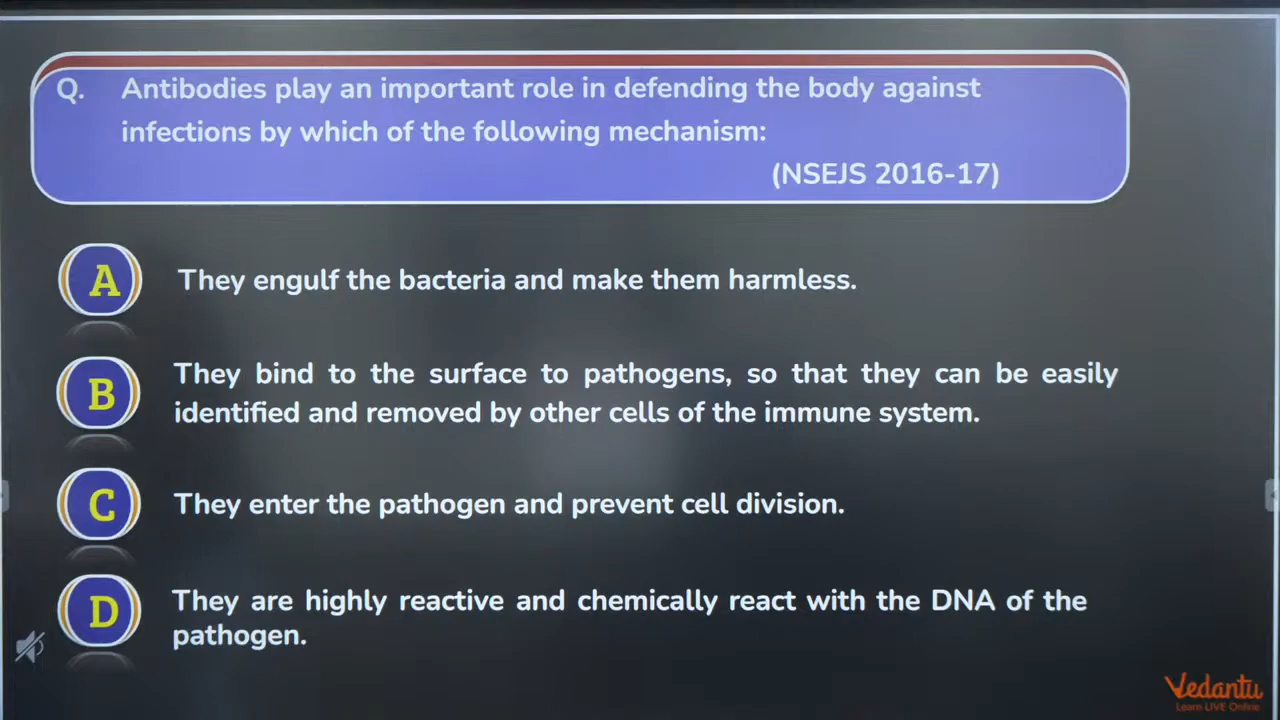 Q. Antibodies play an important role in defending the body against
infections by which of the following mechanism:
(NSEJS 2016-17)
A They engulf the bacteria and make them harmless.
B They bind to the surface to pathogens, so that they can be easily
identified and removed by other cells of the immune system.
C They enter the pathogen and prevent cell division.
D They are highly reactive and chemically react with the DNA of the
pathogen.
Vedantu
Learn LIVE Online